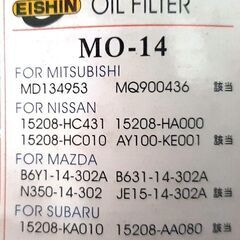 EISHIN OIL FILTER
MO-14
FOR MITSUBISHI
MD134953 MQ900436 該当
FOR NISSAN
15208-HC431 15208-HA000
15208-HC010 AY100-KE001 該当
FOR MAZDA
B6Y1-14-302A B631-14-302A
N350-14-302 JE15-14-302A 該当
FOR SUBARU
15208-KA010 15208-AA080 該当